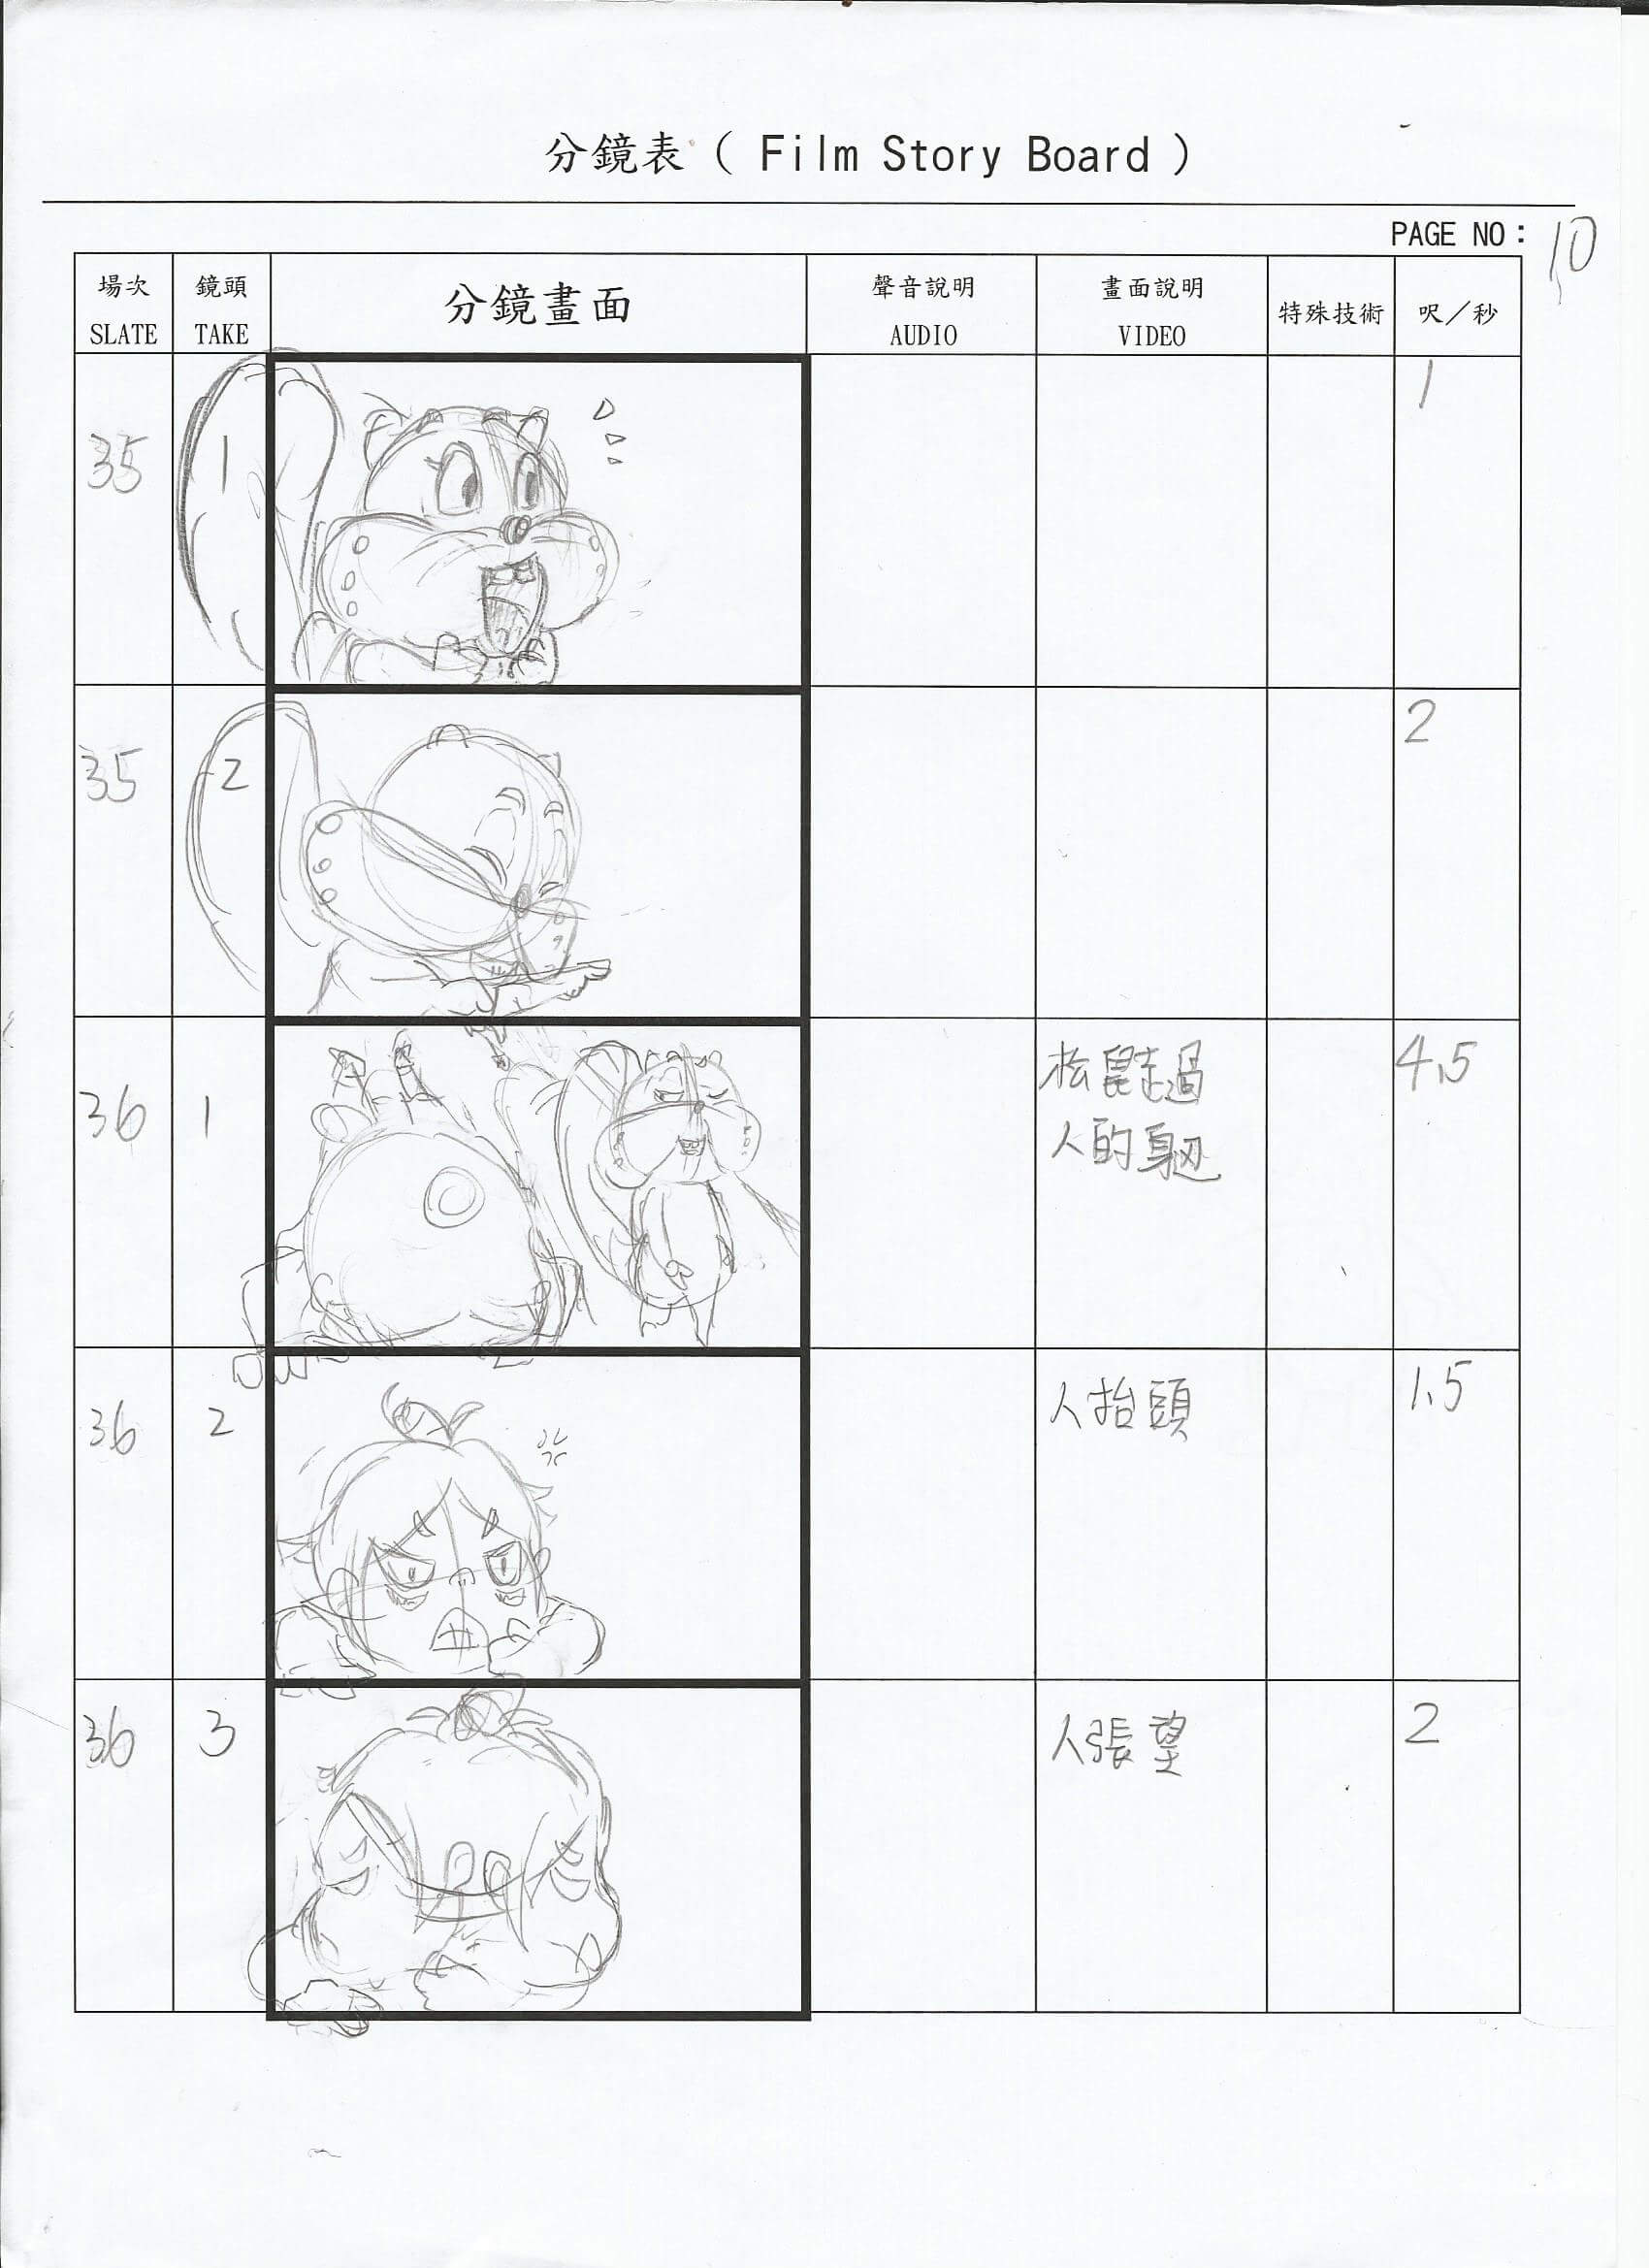 分鏡表 ( Film Story Board )
PAGE NO: 10
場次 鏡頭 分鏡畫面 聲音說明 畫面說明 特殊技術 呎／秒
SLATE TAKE AUDIO VIDEO
35 1 1
35 2 2
36 1 松鼠走過 4.5
人的身边
36 2 人抬頭 1.5
36 3 人張望 2